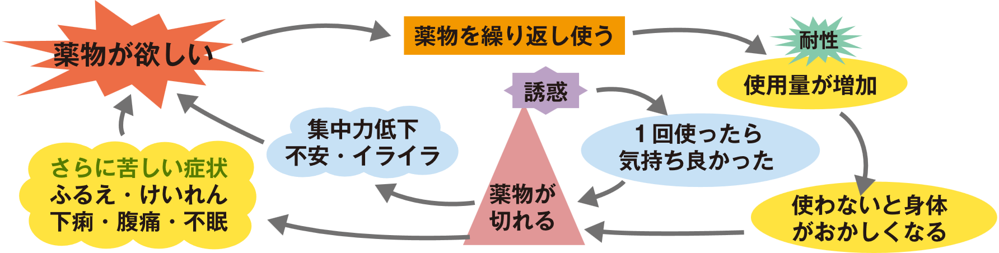 薬物が欲しい
薬物を繰り返し使う
耐性
使用量が増加
誘惑
1回使ったら
気持ち良かった
集中力低下
不安・イライラ
さらに苦しい症状
ふるえ・けいれん
下痢・腹痛・不眠
薬物が
切れる
使わないと身体
がおかしくなる